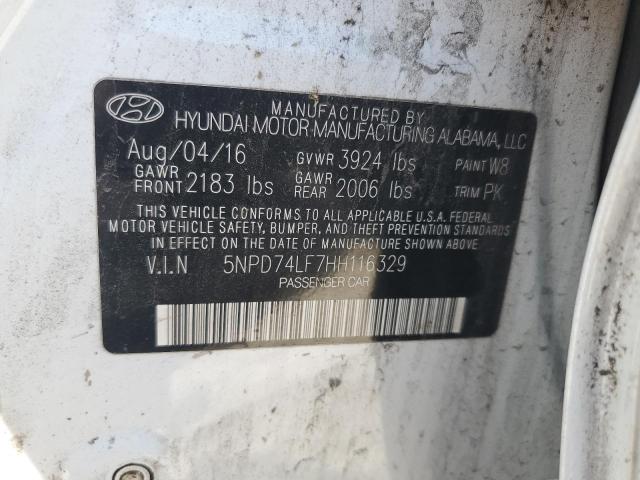 MANUFACTURED BY
HYUNDAI MOTOR MANUFACTURING ALABAMA, LLC
Aug/04/16 GVWR 3924 lbs PAINT W8
GAWR FRONT 2183 lbs GAWR REAR 2006 lbs TRIM PK
THIS VEHICLE CONFORMS TO ALL APPLICABLE U.S.A. FEDERAL
MOTOR VEHICLE SAFETY, BUMPER, AND THEFT PREVENTION STANDARDS
IN EFFECT ON THE DATE OF MANUFACTURE SHOWN ABOVE.
V.I.N 5NPD74LF7HH116329
PASSENGER CAR